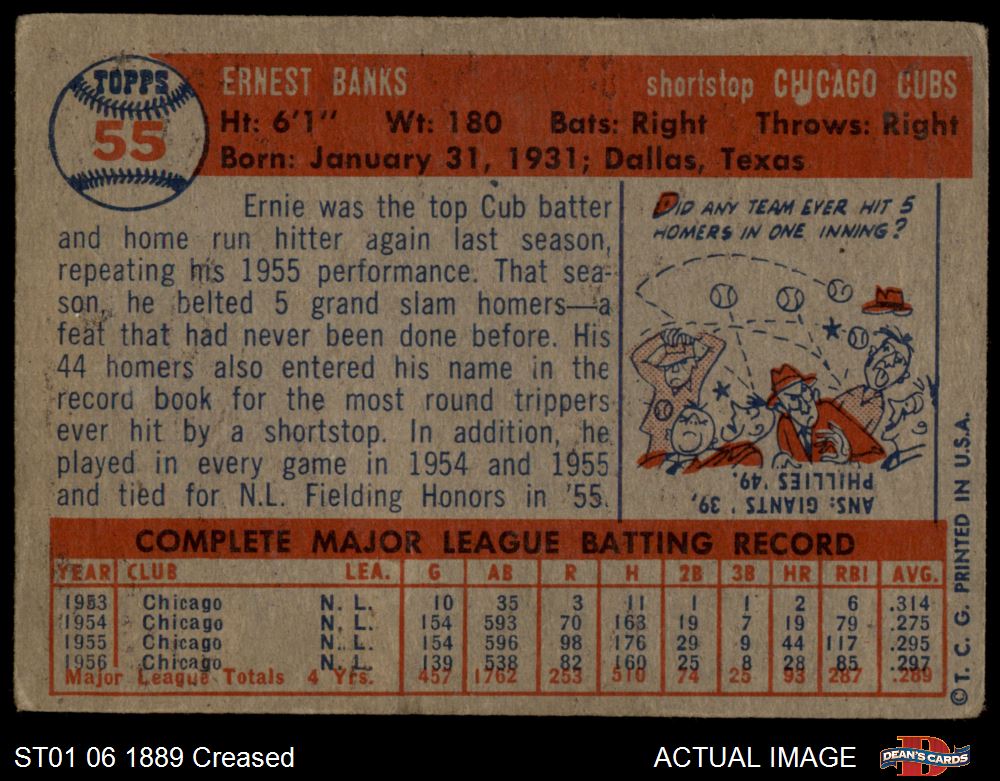 TOPPS
55
ERNEST BANKS shortstop CHICAGO CUBS
Ht: 6'1" Wt: 180 Bats: Right Throws: Right
Born: January 31, 1931; Dallas, Texas
Ernie was the top Cub batter
and home run hitter again last season,
repeating his 1955 performance. That sea-
son, he belted 5 grand slam homers—a
feat that had never been done before. His
44 homers also entered his name in the
record book for the most round trippers
ever hit by a shortstop. In addition, he
played in every game in 1954 and 1955
and tied for N.L. Fielding Honors in '55.
DID ANY TEAM EVER HIT 5
HOMERS IN ONE INNING?
ANS: GIANTS '39,
PHILLIES '49.
COMPLETE MAJOR LEAGUE BATTING RECORD
YEAR CLUB LEA. G AB R H 2B 3B HR RBI AVG.
1953 Chicago N. L. 10 35 3 11 1 1 2 6 .314
1954 Chicago N. L. 154 593 70 163 19 7 19 79 .275
1955 Chicago N. L. 154 596 98 176 29 9 44 117 .295
1956 Chicago N. L. 139 538 82 160 25 8 28 85 .297
Major League Totals 4 Yrs. 457 1762 253 510 74 25 93 287 .289
© T. C. G. PRINTED IN U.S.A.
ST01 06 1889 Creased
ACTUAL IMAGE
D
DEAN'S CARDS